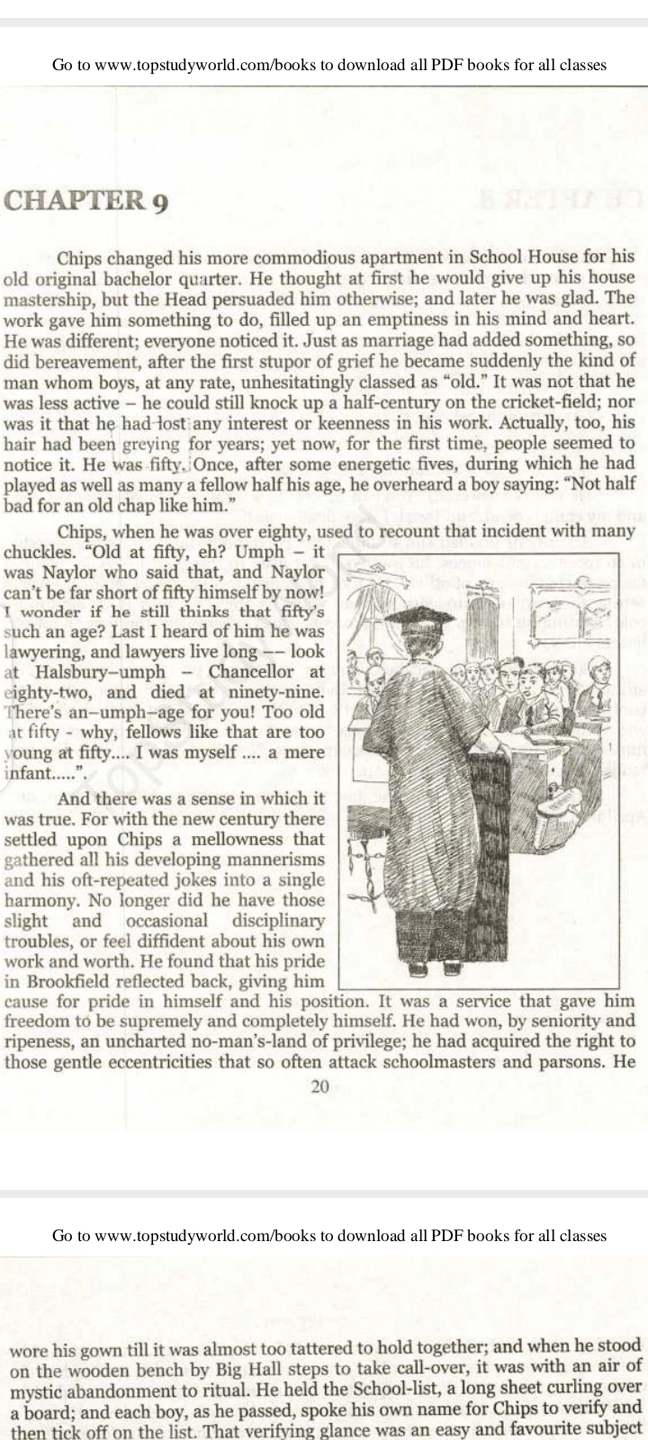 Go to www.topstudyworld.com/books to download all PDF books for all classes
CHAPTER 9
Chips changed his more commodious apartment in School House for his
old original bachelor quarter. He thought at first he would give up his house
mastership, but the Head persuaded him otherwise; and later he was glad. The
work gave him something to do, filled up an emptiness in his mind and heart.
He was different; everyone noticed it. Just as marriage had added something, so
did bereavement, after the first stupor of grief he became suddenly the kind of
man whom boys, at any rate, unhesitatingly classed as “old.” It was not that he
was less active – he could still knock up a half-century on the cricket-field; nor
was it that he had lost any interest or keenness in his work. Actually, too, his
hair had been greying for years; yet now, for the first time, people seemed to
notice it. He was fifty. Once, after some energetic fives, during which he had
played as well as many a fellow half his age, he overheard a boy saying: “Not half
bad for an old chap like him.”
Chips, when he was over eighty, used to recount that incident with many
chuckles. “Old at fifty, eh? Umph – it
was Naylor who said that, and Naylor
can’t be far short of fifty himself by now!
I wonder if he still thinks that fifty’s
such an age? Last I heard of him he was
lawyering, and lawyers live long –– look
at Halsbury–umph – Chancellor at
eighty-two, and died at ninety-nine.
There’s an–umph–age for you! Too old
at fifty - why, fellows like that are too
young at fifty.... I was myself .... a mere
infant.....”.
And there was a sense in which it
was true. For with the new century there
settled upon Chips a mellowness that
gathered all his developing mannerisms
and his oft-repeated jokes into a single
harmony. No longer did he have those
slight and occasional disciplinary
troubles, or feel diffident about his own
work and worth. He found that his pride
in Brookfield reflected back, giving him
cause for pride in himself and his position. It was a service that gave him
freedom to be supremely and completely himself. He had won, by seniority and
ripeness, an uncharted no-man’s-land of privilege; he had acquired the right to
those gentle eccentricities that so often attack schoolmasters and parsons. He
20
Go to www.topstudyworld.com/books to download all PDF books for all classes
wore his gown till it was almost too tattered to hold together; and when he stood
on the wooden bench by Big Hall steps to take call-over, it was with an air of
mystic abandonment to ritual. He held the School-list, a long sheet curling over
a board; and each boy, as he passed, spoke his own name for Chips to verify and
then tick off on the list. That verifying glance was an easy and favourite subject